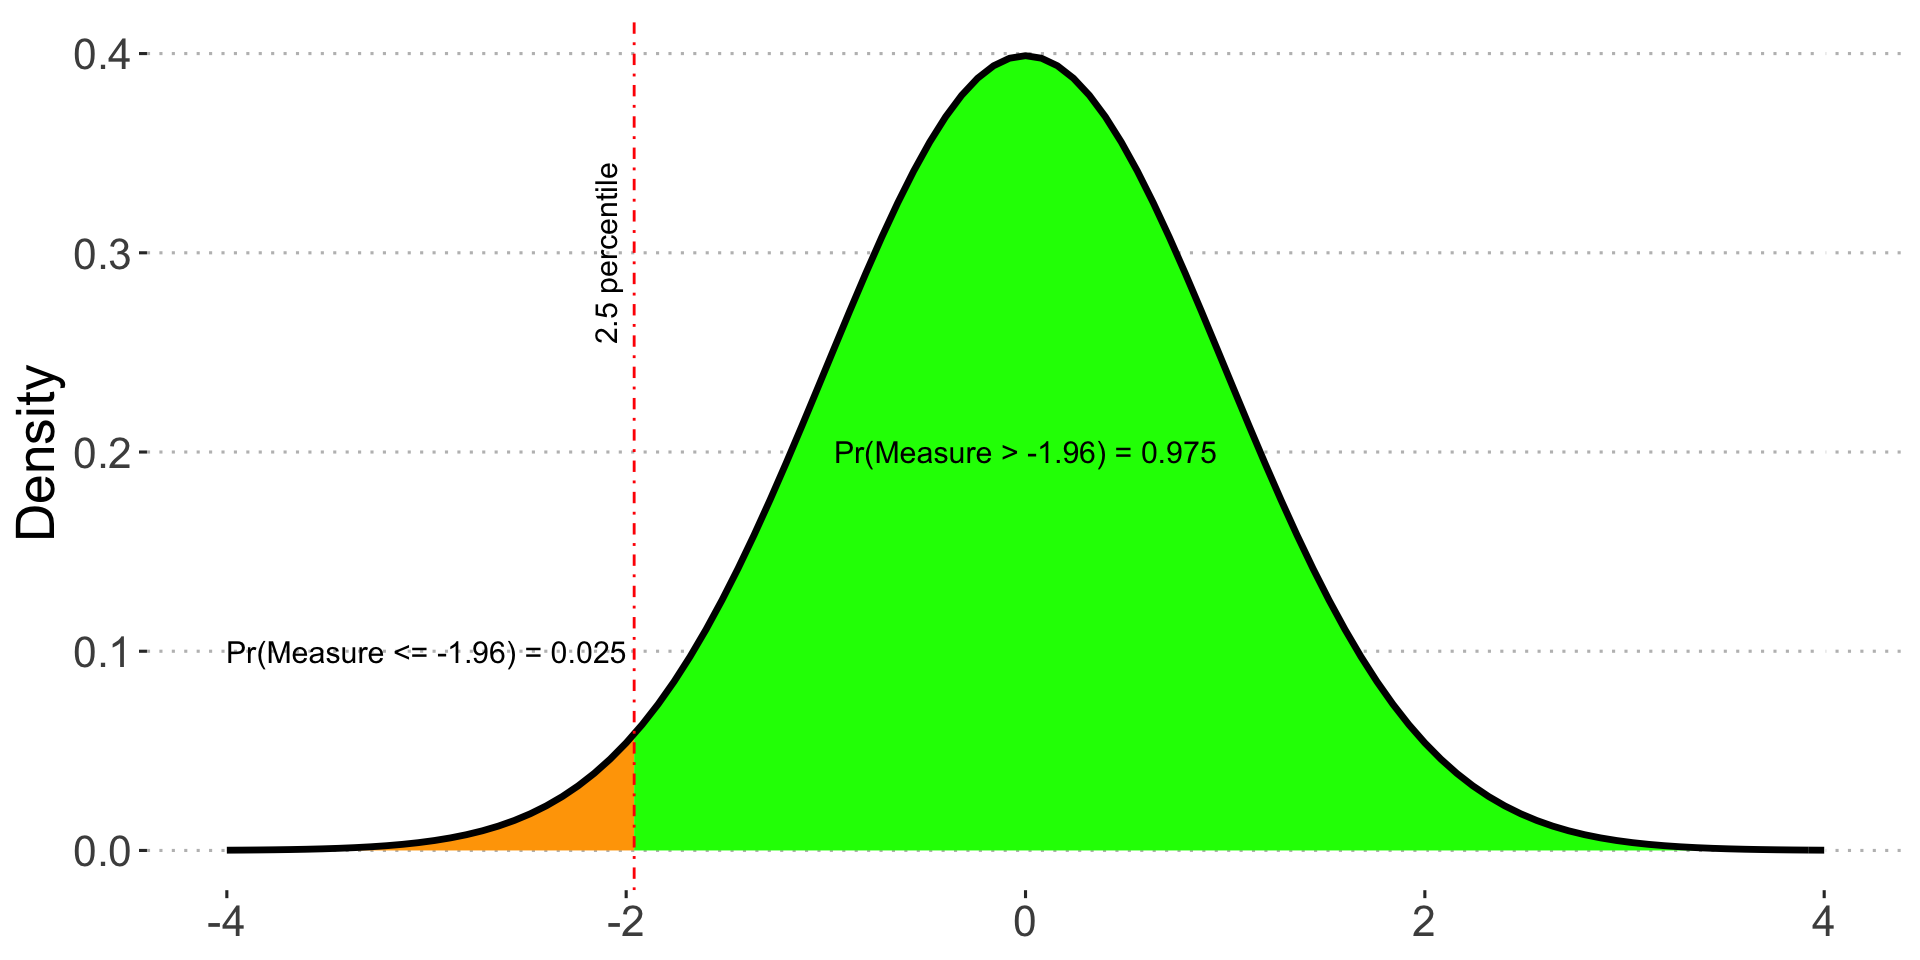 0.4
2.5 percentile
0.3
Density
0.2
Pr(Measure > -1.96) = 0.975
0.1
Pr(Measure <= -1.96) = 0.025
0.0
-4
-2
0
2
4